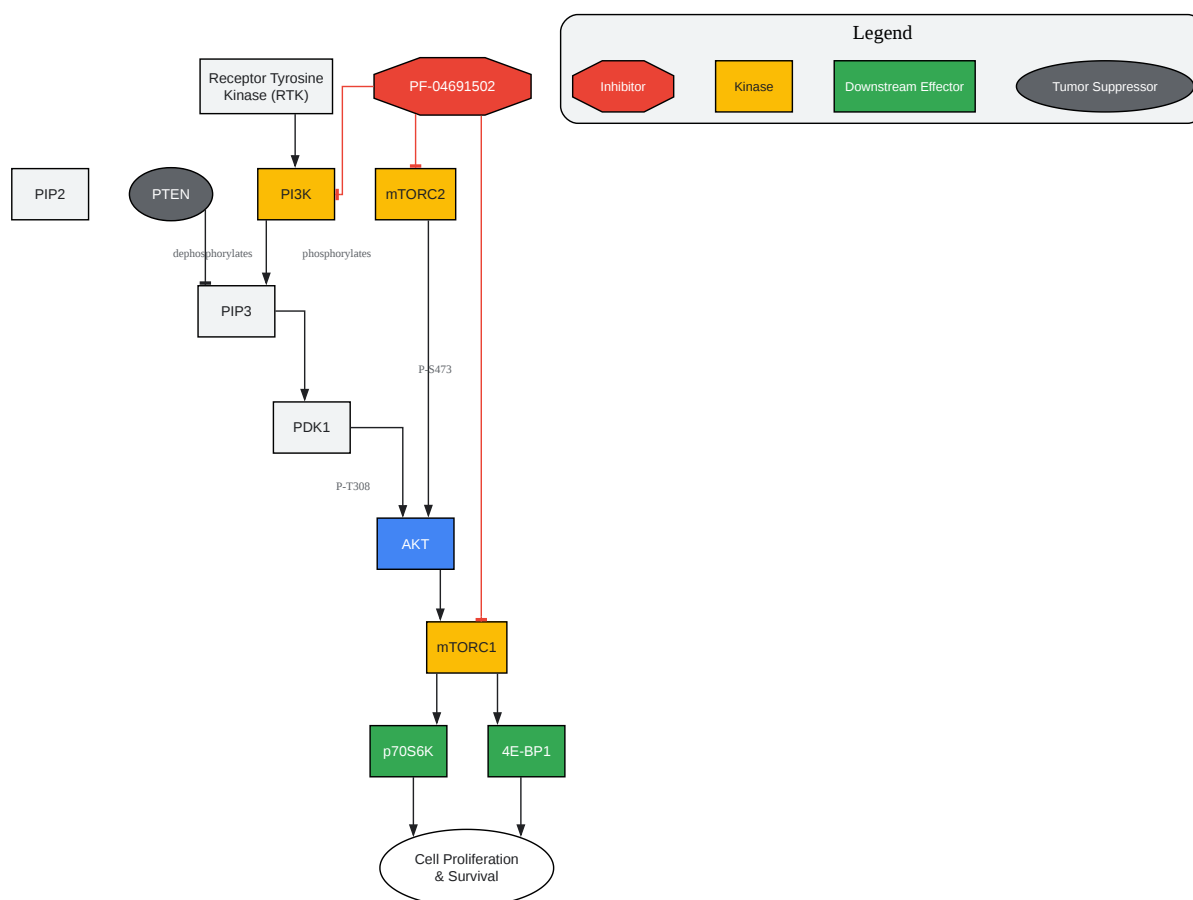 Legend
Receptor Tyrosine
Kinase (RTK)
PF-04691502
Inhibitor
Kinase
Downstream Effector
Tumor Suppressor
PIP2
PTEN
PI3K
mTORC2
dephosphorylates
phosphorylates
PIP3
P-S473
PDK1
P-T308
AKT
mTORC1
p70S6K
4E-BP1
Cell Proliferation
& Survival